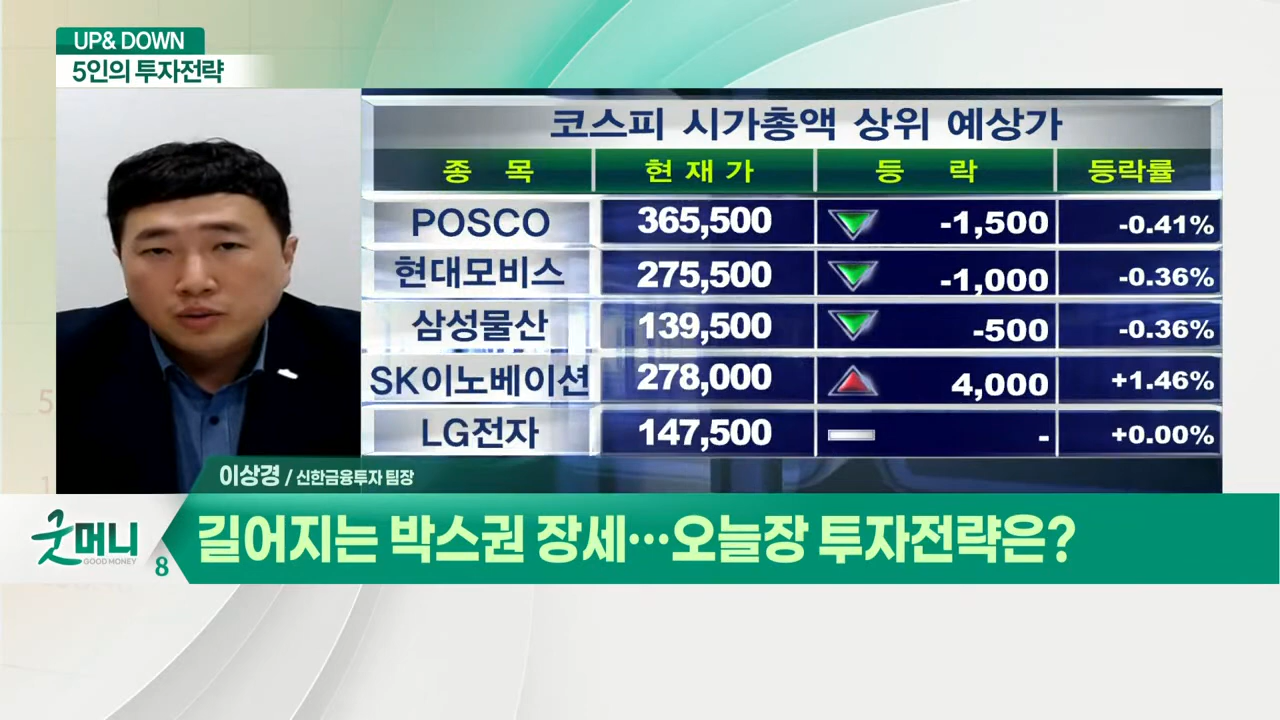 UP& DOWN
5인의 투자전략
코스피 시가총액 상위 예상가
종 목 현 재 가 등 락 등락률
POSCO 365,500 -1,500 -0.41%
현대모비스 275,500 -1,000 -0.36%
삼성물산 139,500 -500 -0.36%
SK이노베이션 278,000 4,000 +1.46%
LG전자 147,500 - +0.00%
이상경 / 신한금융투자 팀장
굿머니
GOOD MONEY
8
길어지는 박스권 장세…오늘장 투자전략은?
5
1